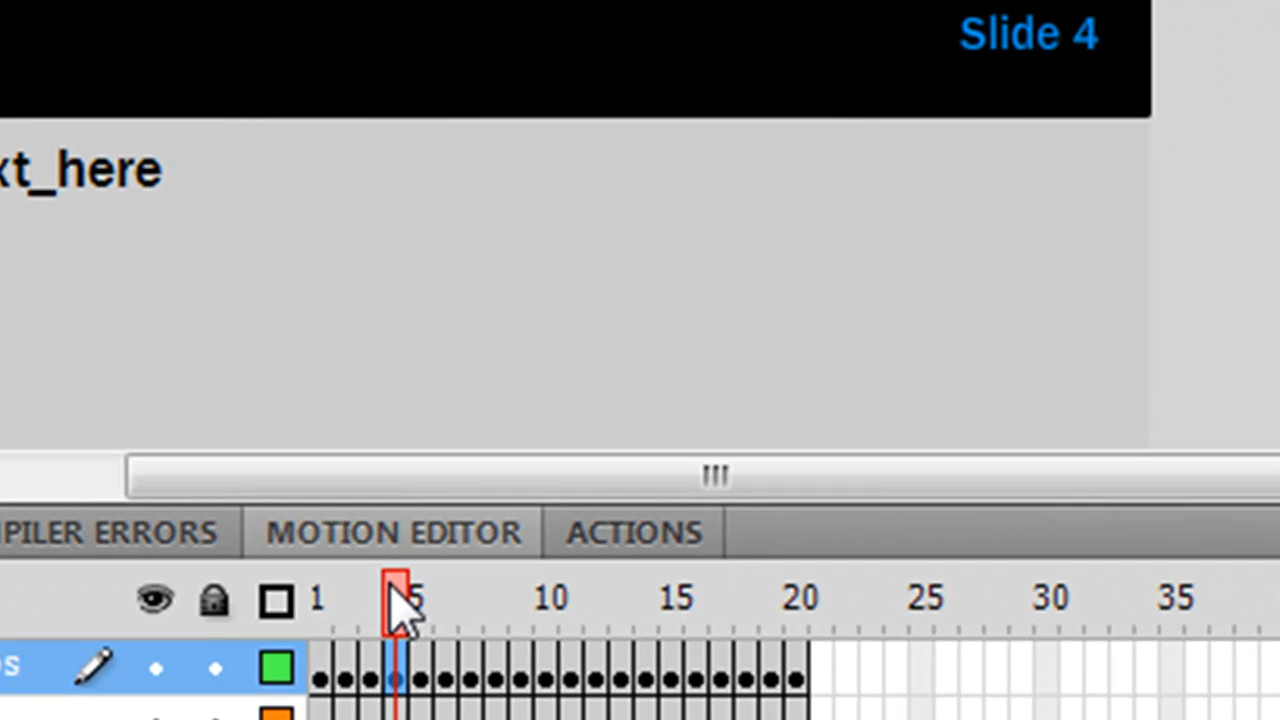 Slide 4
xt_here
PILER ERRORS MOTION EDITOR ACTIONS
1 5 10 15 20 25 30 35
s